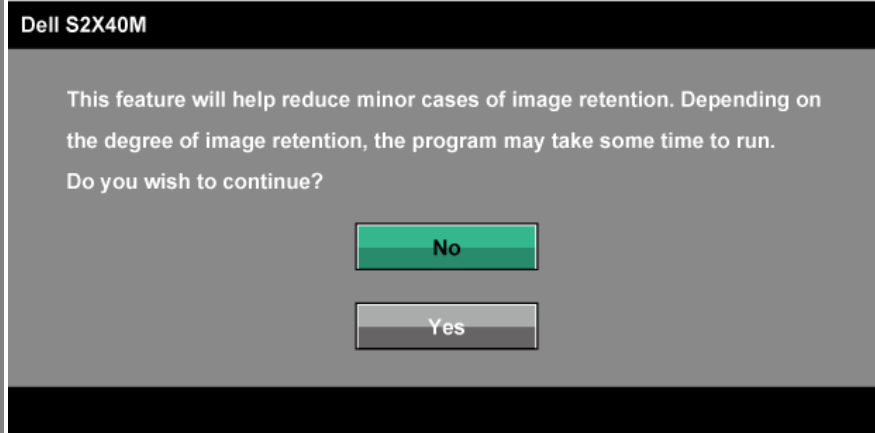 Dell S2X40M
This feature will help reduce minor cases of image retention. Depending on
the degree of image retention, the program may take some time to run.
Do you wish to continue?
No
Yes